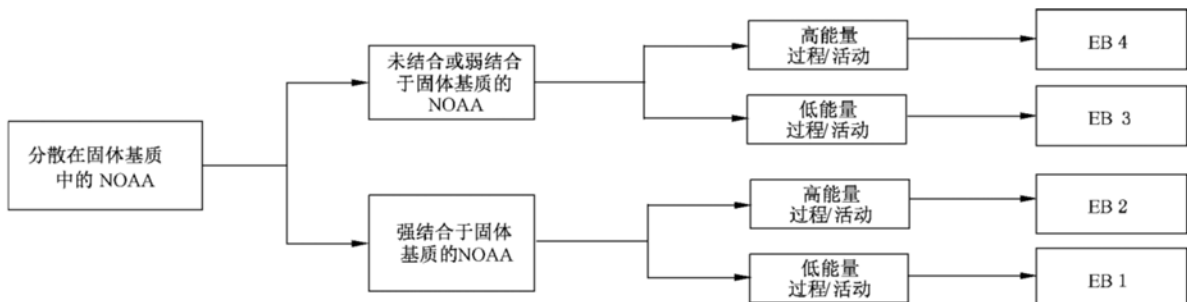 分散在固体基质
中的 NOAA
未结合或弱结合
于固体基质的
NOAA
高能量
过程/活动
EB 4
低能量
过程/活动
EB 3
强结合于固体
基质的NOAA
高能量
过程/活动
EB 2
低能量
过程/活动
EB 1